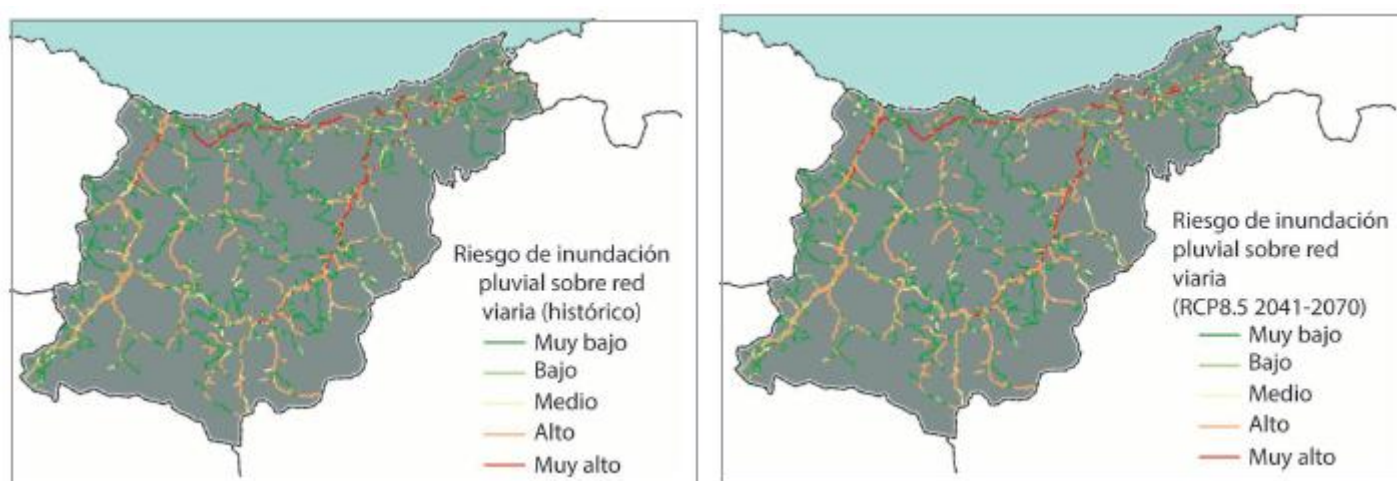 Riesgo de inundación
pluvial sobre red
viaria (histórico)
Muy bajo
Bajo
Medio
Alto
Muy alto
Riesgo de inundación
pluvial sobre red
viaria
(RCP8.5 2041-2070)
Muy bajo
Bajo
Medio
Alto
Muy alto